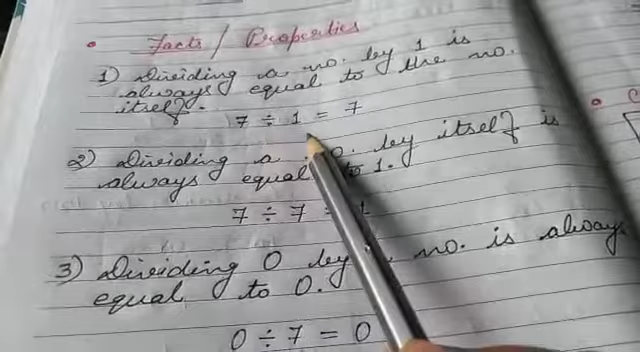 • Facts / Properties
1) Dividing a no. by 1 is
always equal to the no.
itself.
7 ÷ 1 = 7
2) Dividing a no. by itself is
always equal to 1.
7 ÷ 7 = 1
3) Dividing 0 by no. is always
equal to 0.
0 ÷ 7 = 0
• C